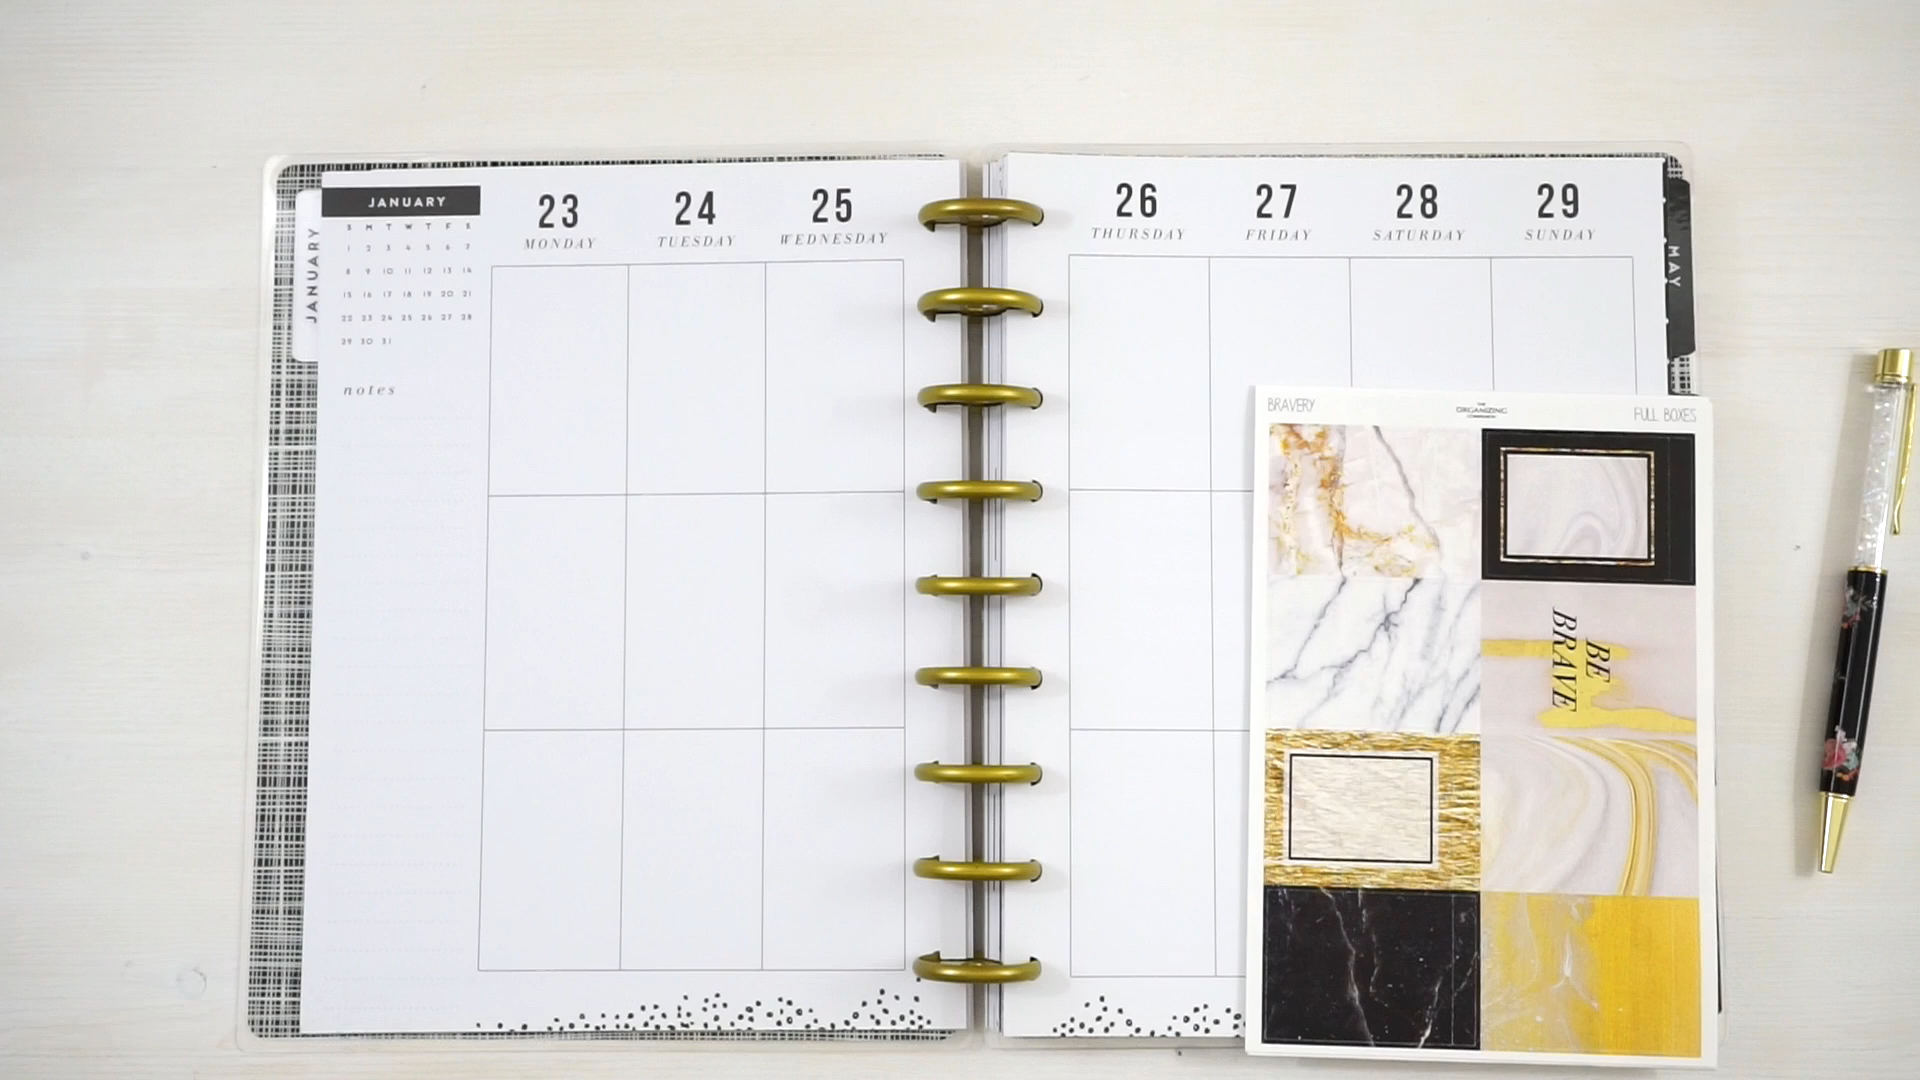 JANUARY
S M T W T F S
1 2 3 4 5 6 7
8 9 10 11 12 13 14
15 16 17 18 19 20 21
22 23 24 25 26 27 28
29 30 31
notes
JANUARY
23
MONDAY
24
TUESDAY
25
WEDNESDAY
26
THURSDAY
27
FRIDAY
28
SATURDAY
29
SUNDAY
MAY
BRAVERY
THE
ORGANIZING
FULL BOXES
BE
BRAVE